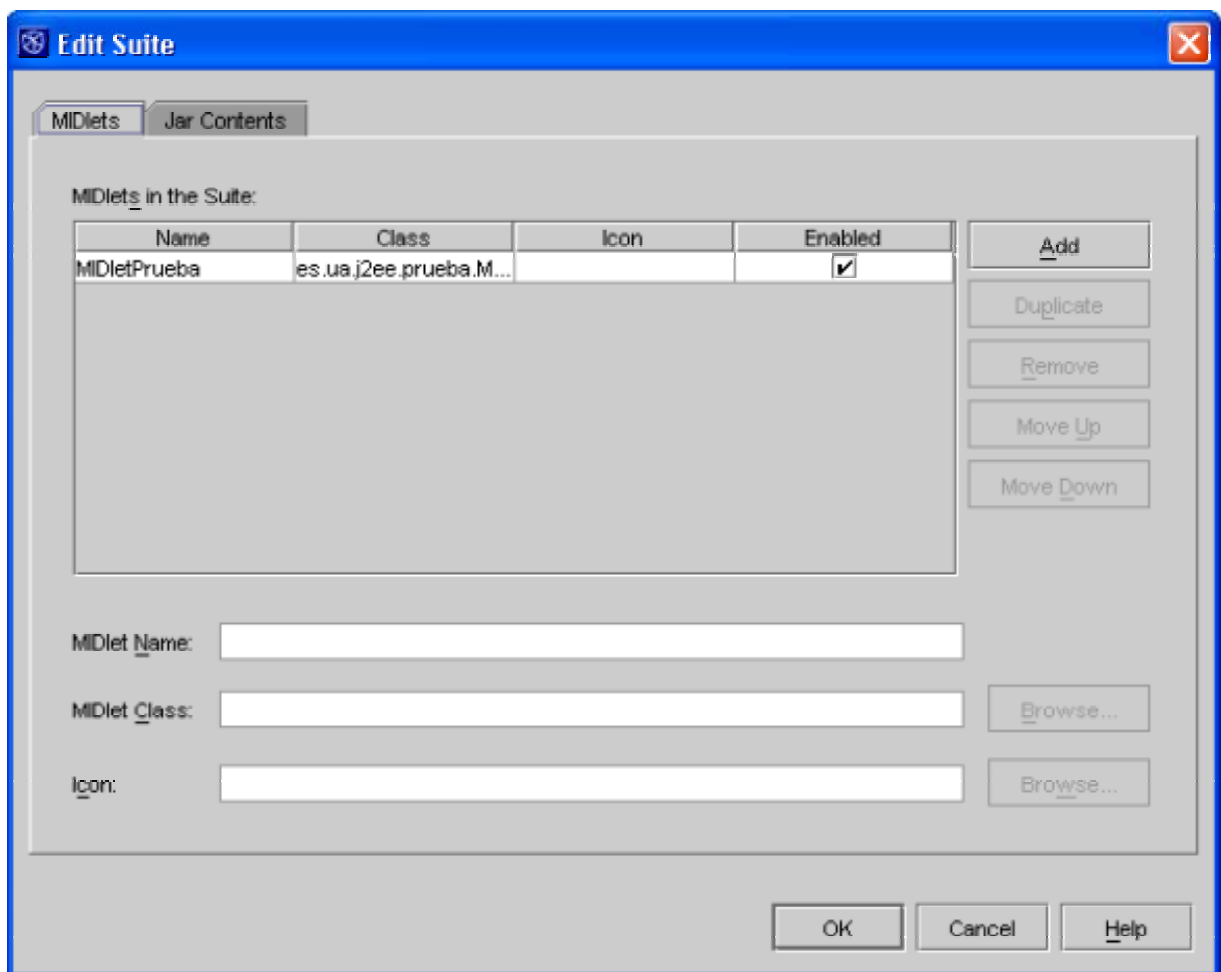 Edit Suite
MIDlets Jar Contents
MIDlets in the Suite:
Name Class Icon Enabled
MIDletPrueba es.ua.j2ee.prueba.M...
Add
Duplicate
Remove
Move Up
Move Down
MIDlet Name:
MIDlet Class: Browse...
Icon: Browse...
OK Cancel Help